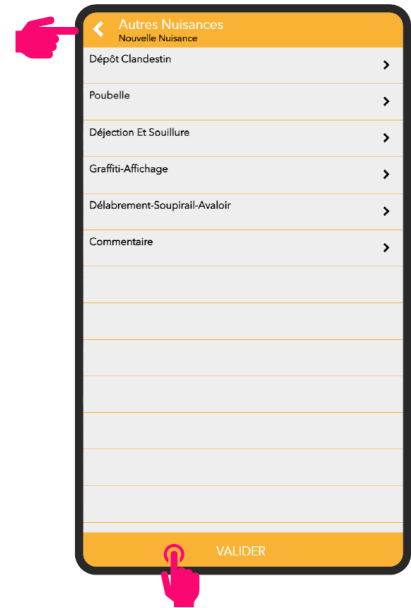 Autres Nuisances
Nouvelle Nuisance
Dépôt Clandestin
Poubelle
Déjection Et Souillure
Graffiti-Affichage
Délabrement-Soupirail-Avaloir
Commentaire
VALIDER